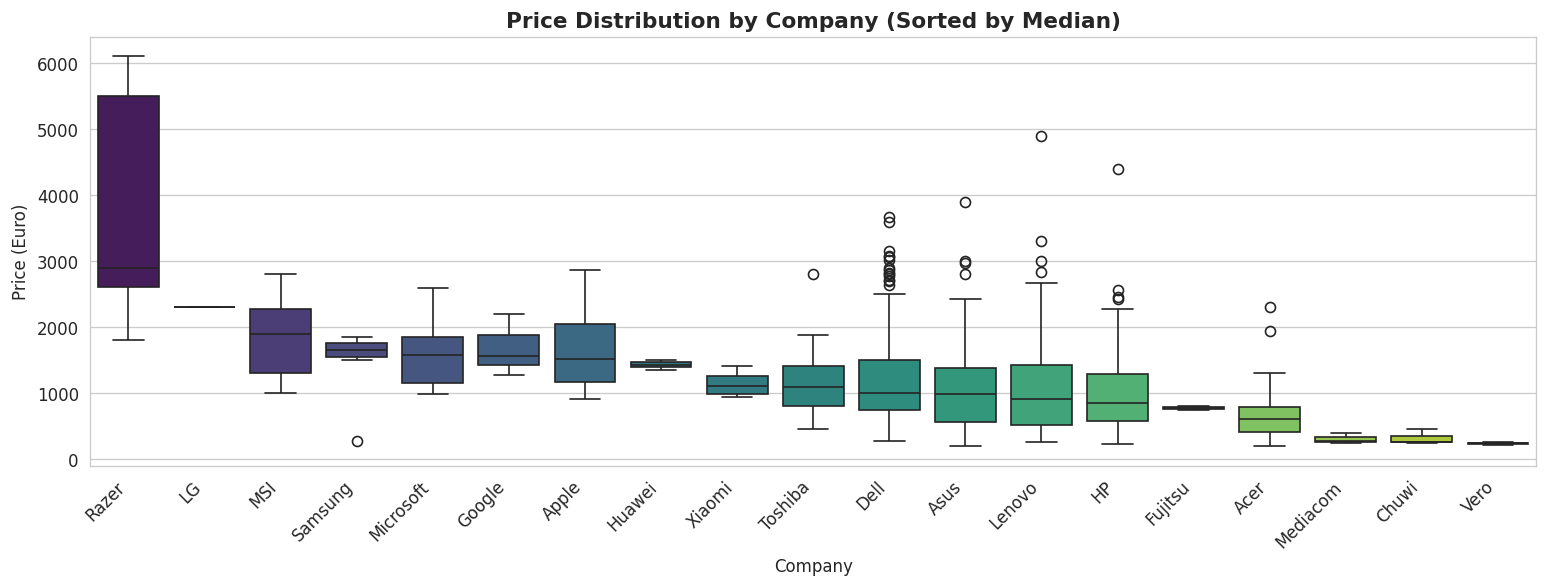 Price Distribution by Company (Sorted by Median)
Price (Euro)
6000
5000
4000
3000
2000
1000
0
Razer
LG
MSI
Samsung
Microsoft
Google
Apple
Huawei
Xiaomi
Toshiba
Dell
Asus
Lenovo
HP
Fujitsu
Acer
Mediacom
Chuwi
Vero
Company